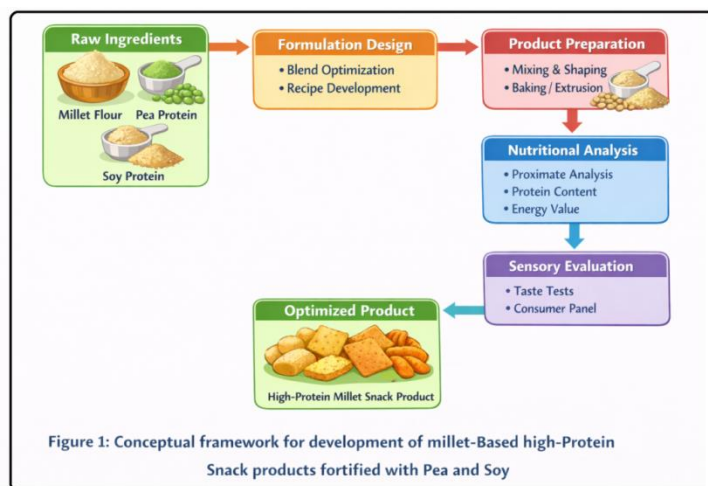 Raw Ingredients
Millet Flour
Pea Protein
Soy Protein
Formulation Design
• Blend Optimization
• Recipe Development
Product Preparation
• Mixing & Shaping
• Baking / Extrusion
Nutritional Analysis
• Proximate Analysis
• Protein Content
• Energy Value
Sensory Evaluation
• Taste Tests
• Consumer Panel
Optimized Product
High-Protein Millet Snack Product
Figure 1: Conceptual framework for development of millet-Based high-Protein
Snack products fortified with Pea and Soy